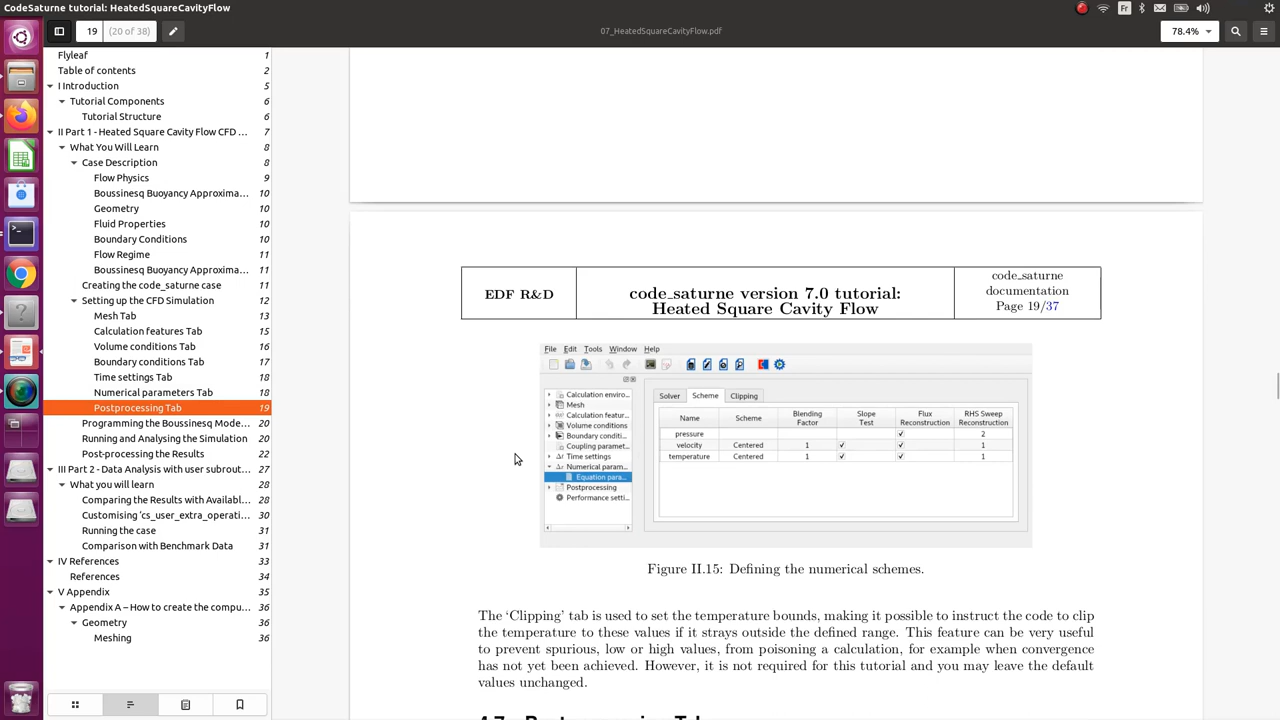 CodeSaturne tutorial: HeatedSquareCavityFlow
Fr
19
(20 of 38)
07_HeatedSquareCavityFlow.pdf
78.4%
Flyleaf 1
Table of contents 2
I Introduction 5
Tutorial Components 6
Tutorial Structure 6
II Part 1 - Heated Square Cavity Flow CFD ... 7
What You Will Learn 8
Case Description 8
Flow Physics 9
Boussinesq Buoyancy Approxima... 10
Geometry 10
Fluid Properties 10
Boundary Conditions 10
Flow Regime 11
Boussinesq Buoyancy Approxima... 11
Creating the code_saturne case 11
Setting up the CFD Simulation 12
Mesh Tab 13
Calculation features Tab 15
Volume conditions Tab 16
Boundary conditions Tab 17
Time settings Tab 18
Numerical parameters Tab 18
Postprocessing Tab 19
Programming the Boussinesq Mode... 20
Running and Analysing the Simulation 20
Post-processing the Results 22
III Part 2 - Data Analysis with user subrout... 27
What you will learn 28
Comparing the Results with Availabl... 28
Customising 'cs_user_extra_operati... 30
Running the case 31
Comparison with Benchmark Data 31
IV References 33
References 34
V Appendix 35
Appendix A – How to create the compu... 36
Geometry 36
Meshing 36
EDF R&D
code_saturne version 7.0 tutorial:
Heated Square Cavity Flow
code_saturne
documentation
Page 19/37
File Edit Tools Window Help
Calculation enviro...
Mesh
Calculation featur...
Volume conditions
Boundary conditi...
Coupling paramet...
Time settings
Numerical param...
Equation para...
Postprocessing
Performance setti...
Solver Scheme Clipping
Name Scheme Blending Factor Slope Test Flux Reconstruction RHS Sweep Reconstruction
pressure 2
velocity Centered 1 1
temperature Centered 1 1
Figure II.15: Defining the numerical schemes.
The ‘Clipping’ tab is used to set the temperature bounds, making it possible to instruct the code to clip
the temperature to these values if it strays outside the defined range. This feature can be very useful
to prevent spurious, low or high values, from poisoning a calculation, for example when convergence
has not yet been achieved. However, it is not required for this tutorial and you may leave the default
values unchanged.